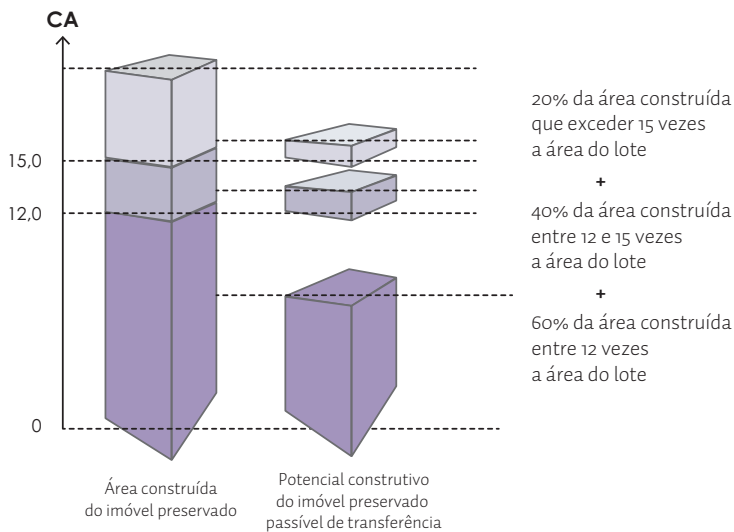 CA
15,0
12,0
0
20% da área construída
que exceder 15 vezes
a área do lote
+
40% da área construída
entre 12 e 15 vezes
a área do lote
+
60% da área construída
entre 12 vezes
a área do lote
Área construída
do imóvel preservado
Potencial construtivo
do imóvel preservado
passível de transferência